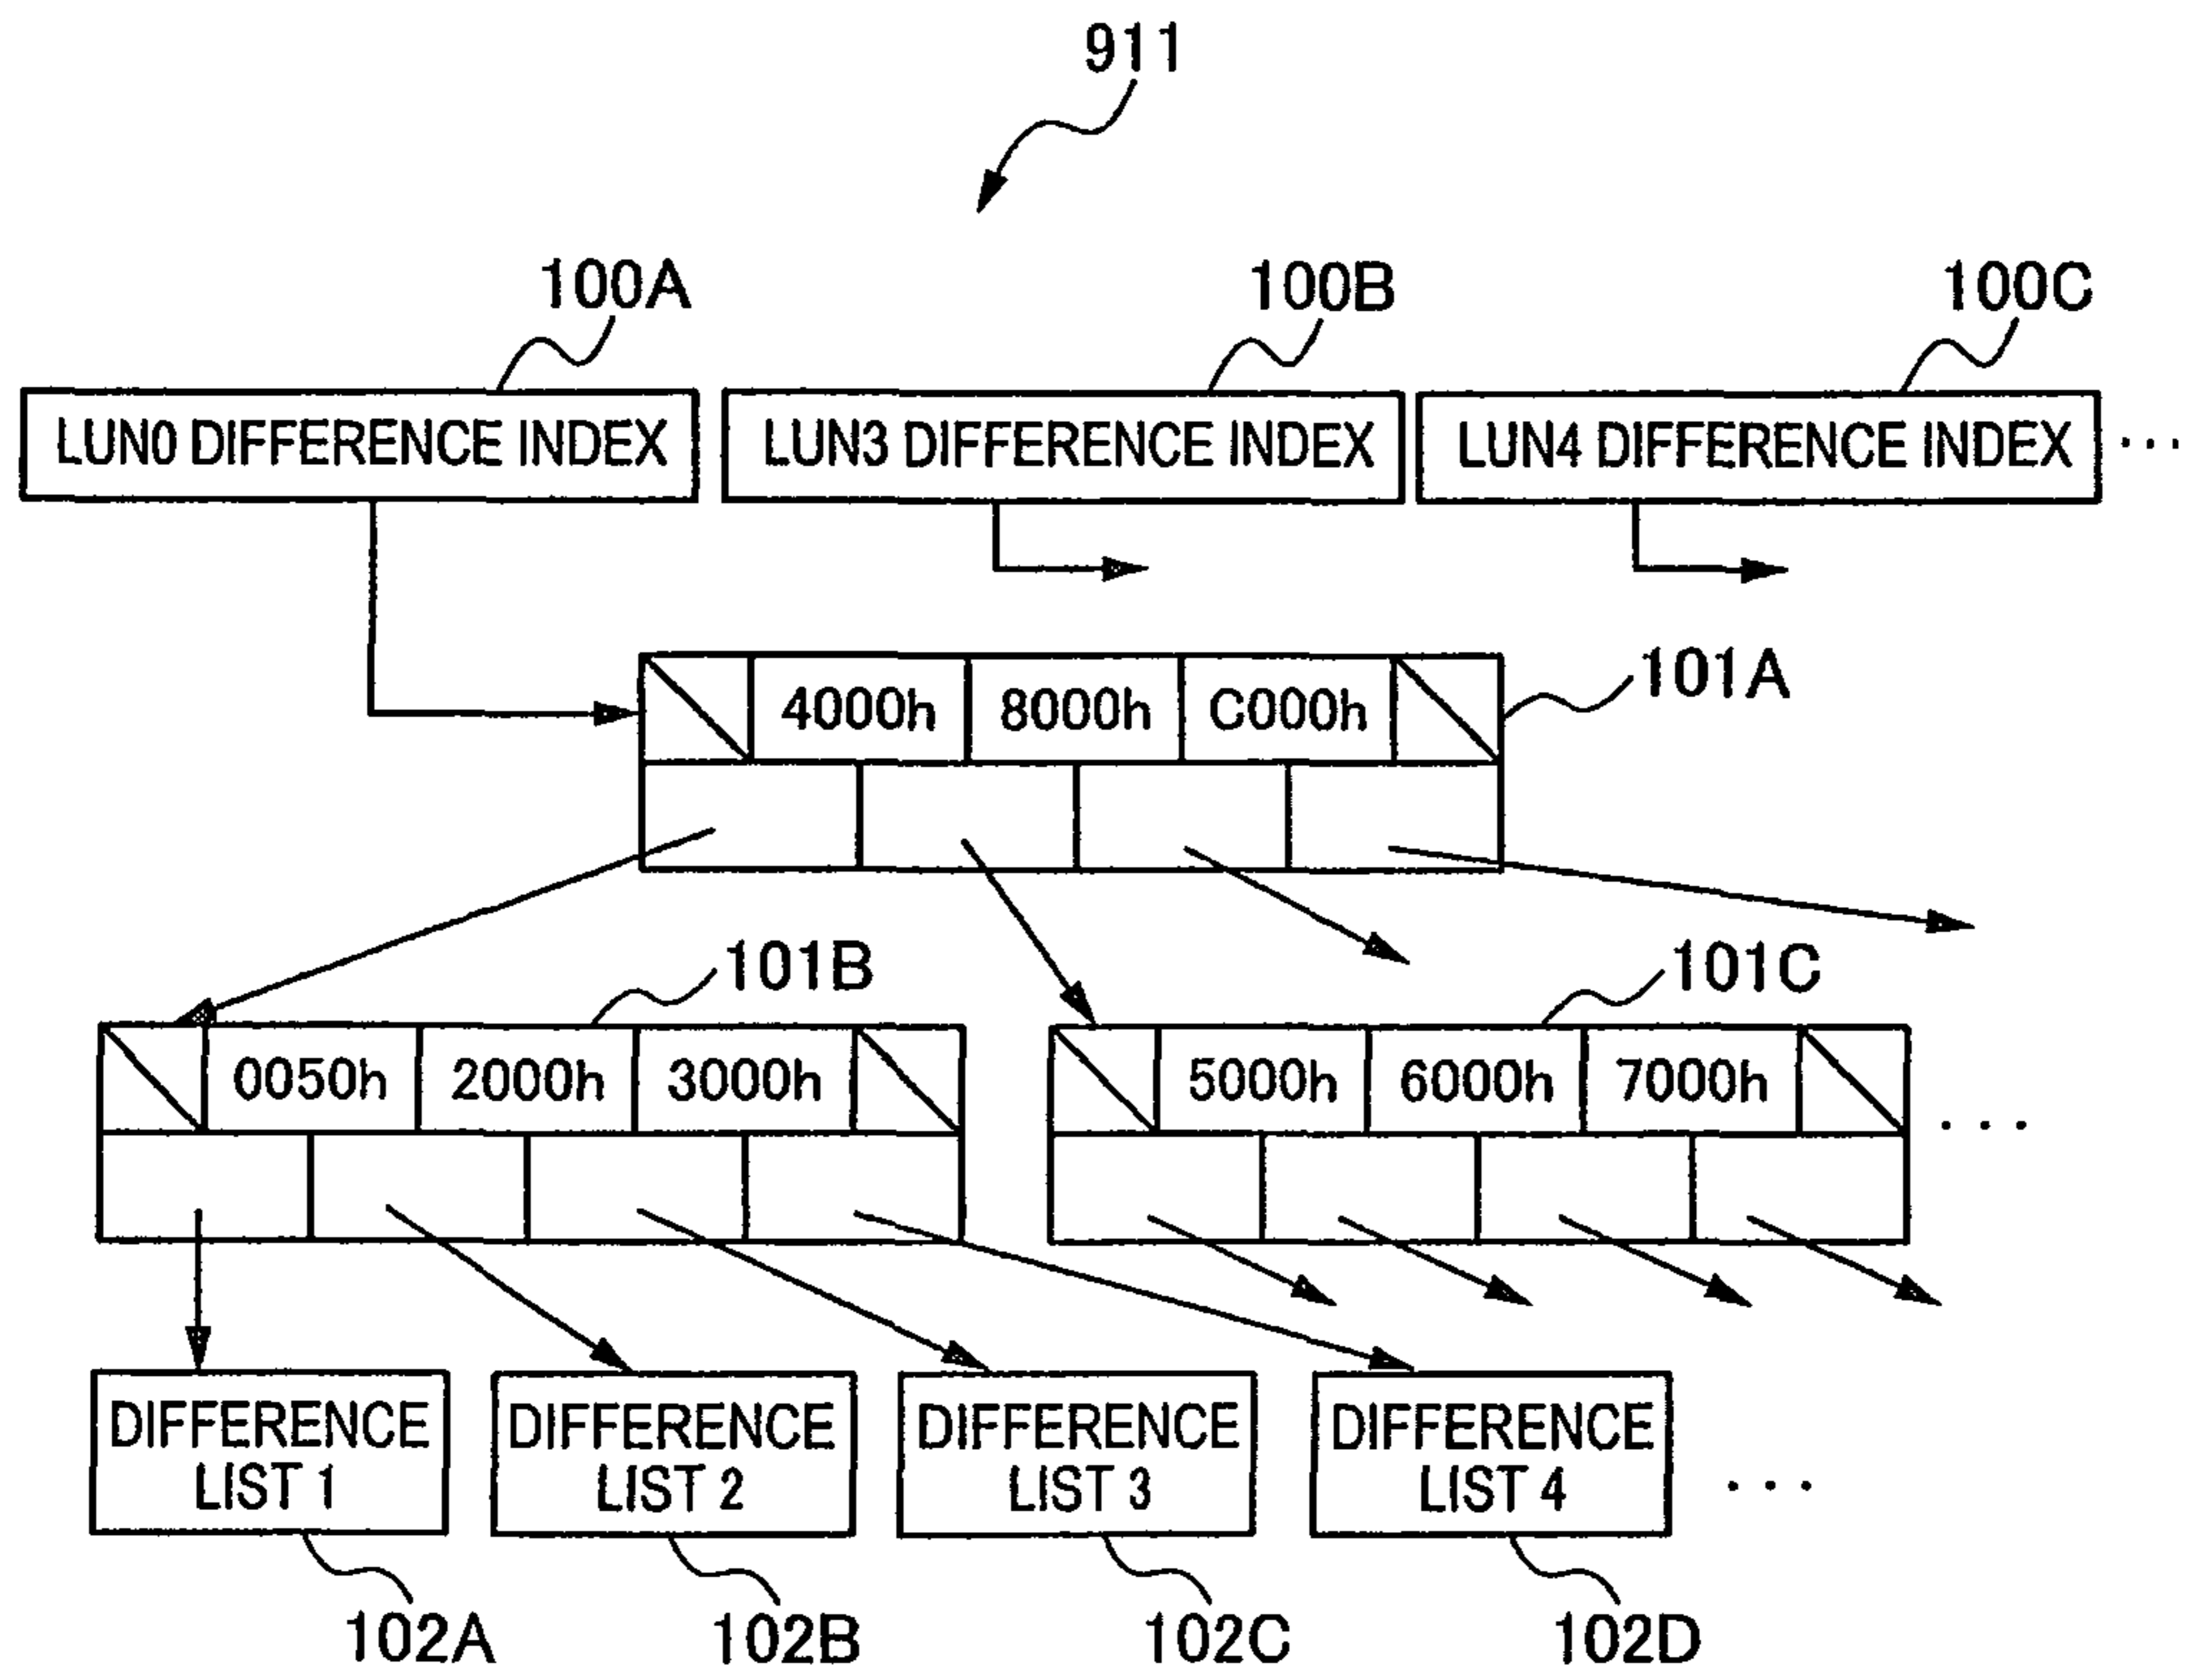 911
100A
100B
100C
LUN0 DIFFERENCE INDEX
LUN3 DIFFERENCE INDEX
LUN4 DIFFERENCE INDEX
...
4000h
8000h
C000h
101A
101B
101C
0050h
2000h
3000h
5000h
6000h
7000h
...
DIFFERENCE
LIST 1
DIFFERENCE
LIST 2
DIFFERENCE
LIST 3
DIFFERENCE
LIST 4
...
102A
102B
102C
102D